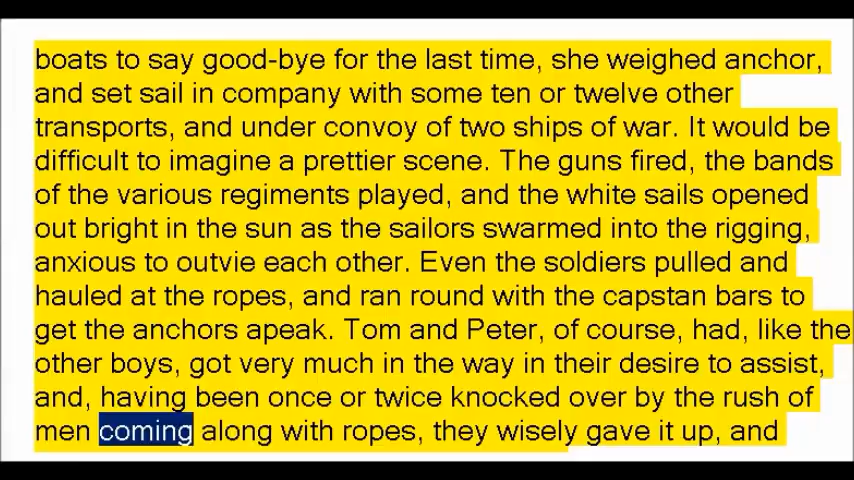 boats to say good-bye for the last time, she weighed anchor,
and set sail in company with some ten or twelve other
transports, and under convoy of two ships of war. It would be
difficult to imagine a prettier scene. The guns fired, the bands
of the various regiments played, and the white sails opened
out bright in the sun as the sailors swarmed into the rigging,
anxious to outvie each other. Even the soldiers pulled and
hauled at the ropes, and ran round with the capstan bars to
get the anchors apeak. Tom and Peter, of course, had, like the
other boys, got very much in the way in their desire to assist,
and, having been once or twice knocked over by the rush of
men coming along with ropes, they wisely gave it up, and